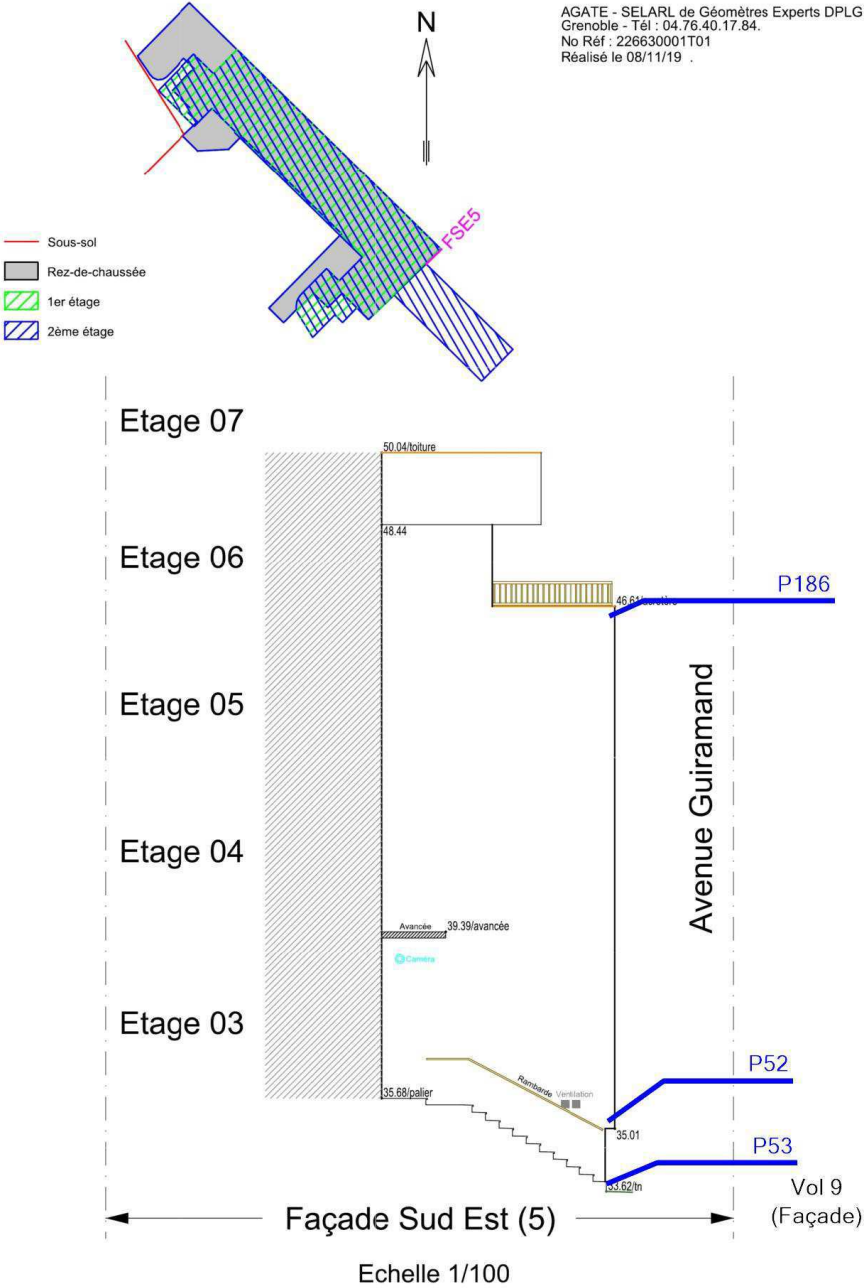 AGATE - SELARL de Géomètres Experts DPLG
Grenoble - Tél : 04.76.40.17.84.
No Réf : 226630001T01
Réalisé le 08/11/19 .
N
FSE5
Sous-sol
Rez-de-chaussée
1er étage
2ème étage
Etage 07
50.04/toiture
48.44
Etage 06
P186
46.61/acrotère
Etage 05
Avenue Guiramand
Etage 04
Avancée
39.39/avancée
Caméra
Etage 03
P52
Rambarde
Ventilation
35.68/palier
35.01
P53
33.62/tn
Vol 9
(Façade)
Façade Sud Est (5)
Echelle 1/100